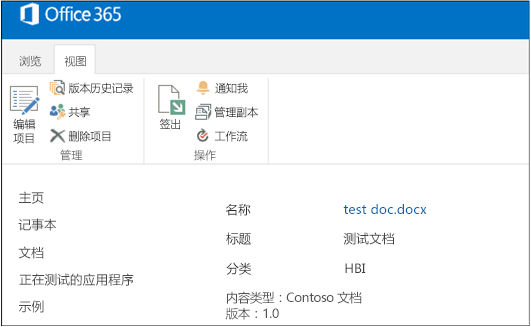 Office 365
浏览 视图
编辑项目
版本历史记录
共享
删除项目
管理
签出
通知我
管理副本
工作流
操作
主页
记事本
文档
正在测试的应用程序
示例
名称 test doc.docx
标题 测试文档
分类 HBI
内容类型：Contoso 文档
版本：1.0